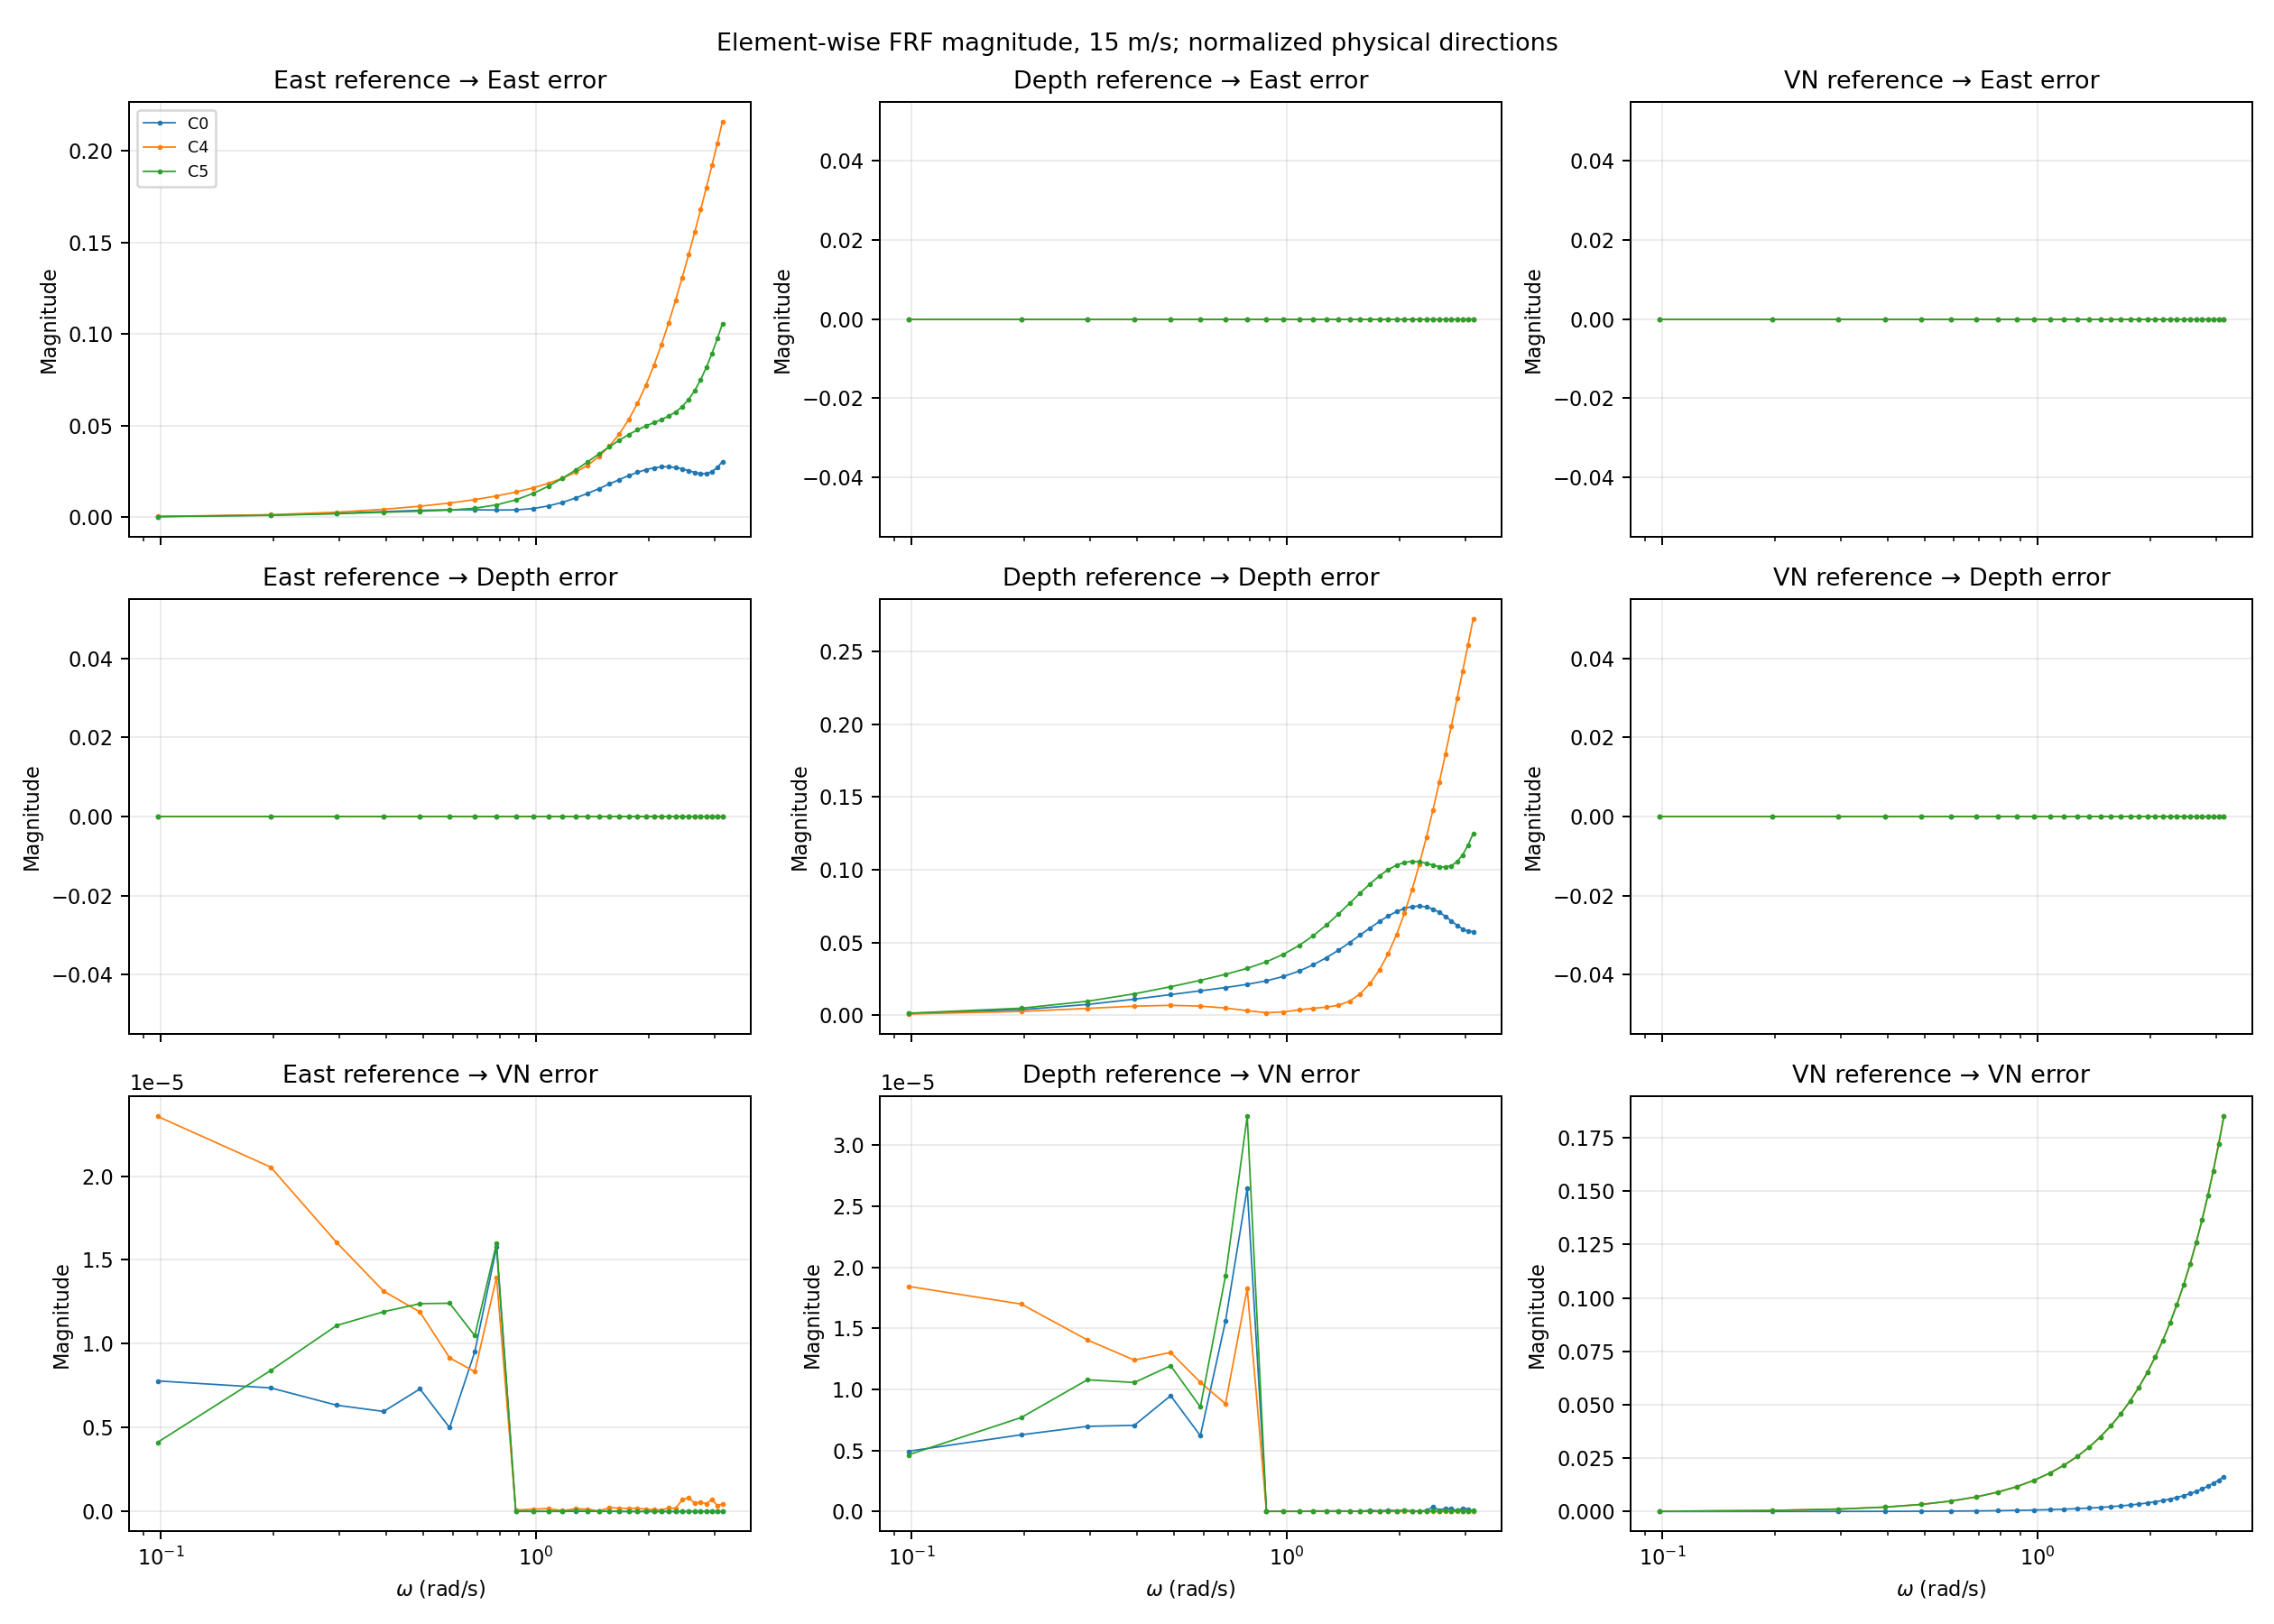 Element-wise FRF magnitude, 15 m/s; normalized physical directions
East reference → East error
Depth reference → East error
VN reference → East error
C0
C4
C5
Magnitude
0.20
0.15
0.10
0.05
0.00
Magnitude
0.04
0.02
0.00
−0.02
−0.04
Magnitude
0.04
0.02
0.00
−0.02
−0.04
East reference → Depth error
Depth reference → Depth error
VN reference → Depth error
Magnitude
0.04
0.02
0.00
−0.02
−0.04
Magnitude
0.25
0.20
0.15
0.10
0.05
0.00
Magnitude
0.04
0.02
0.00
−0.02
−0.04
East reference → VN error
Depth reference → VN error
VN reference → VN error
1e−5
Magnitude
2.0
1.5
1.0
0.5
0.0
10⁻¹
10⁰
ω (rad/s)
1e−5
Magnitude
3.0
2.5
2.0
1.5
1.0
0.5
0.0
10⁻¹
10⁰
ω (rad/s)
Magnitude
0.175
0.150
0.125
0.100
0.075
0.050
0.025
0.000
10⁻¹
10⁰
ω (rad/s)